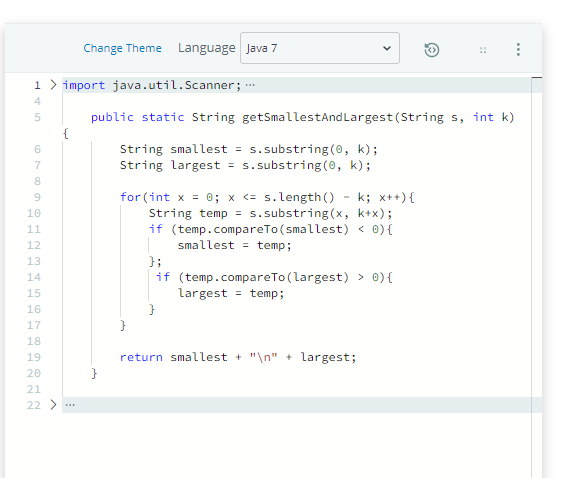 Change Theme Language Java 7
1 import java.util.Scanner; ...
4
5 public static String getSmallestAndLargest(String s, int k)
{
6 String smallest = s.substring(0, k);
7 String largest = s.substring(0, k);
8
9 for(int x = 0; x <= s.length() - k; x++){
10 String temp = s.substring(x, k+x);
11 if (temp.compareTo(smallest) < 0){
12 smallest = temp;
13 };
14 if (temp.compareTo(largest) > 0){
15 largest = temp;
16 }
17 }
18
19 return smallest + "\n" + largest;
20 }
21
22 ...